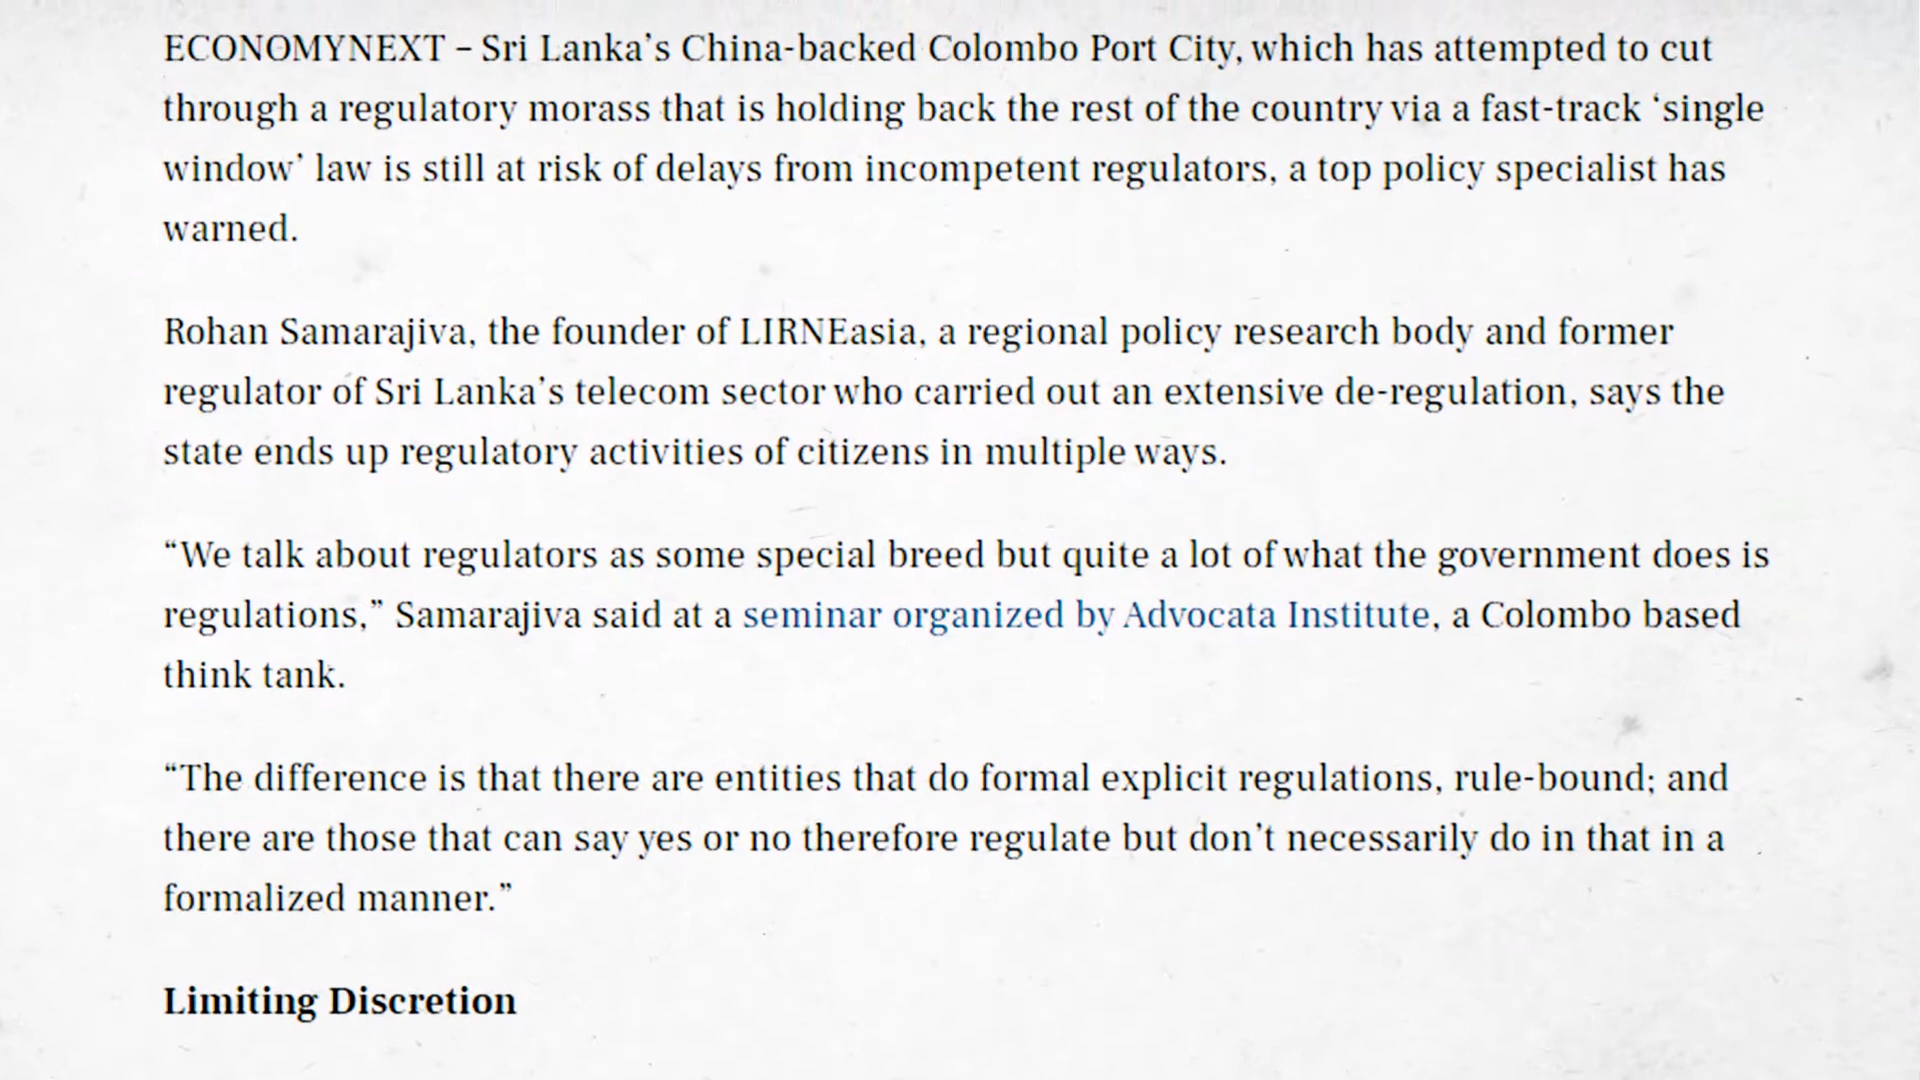 ECONOMYNEXT – Sri Lanka’s China-backed Colombo Port City, which has attempted to cut
through a regulatory morass that is holding back the rest of the country via a fast-track ‘single
window’ law is still at risk of delays from incompetent regulators, a top policy specialist has
warned.
Rohan Samarajiva, the founder of LIRNEasia, a regional policy research body and former
regulator of Sri Lanka’s telecom sector who carried out an extensive de-regulation, says the
state ends up regulatory activities of citizens in multiple ways.
“We talk about regulators as some special breed but quite a lot of what the government does is
regulations,” Samarajiva said at a seminar organized by Advocata Institute, a Colombo based
think tank.
“The difference is that there are entities that do formal explicit regulations, rule-bound; and
there are those that can say yes or no therefore regulate but don’t necessarily do in that in a
formalized manner.”
Limiting Discretion